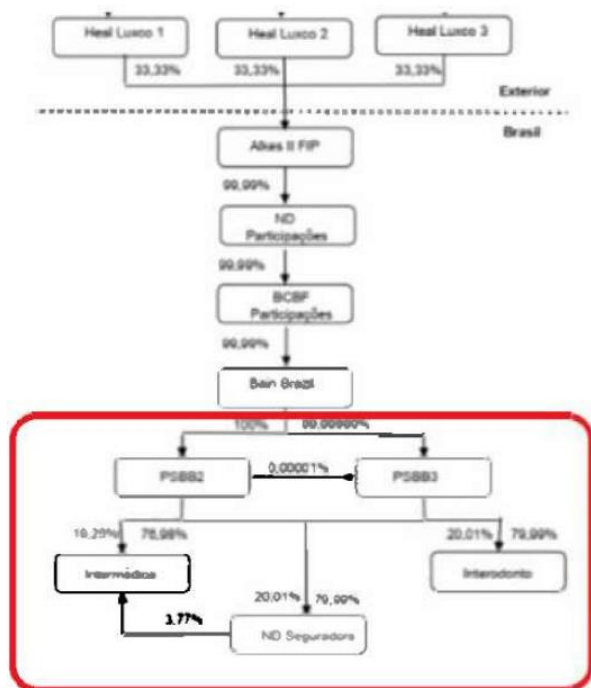 Heal Luxco 1
Heal Luxco 2
Heal Luxco 3
33,33%
33,33%
33,33%
Exterior
Brasil
Alkes II FIP
99,99%
ND
Participações
99,99%
BCBF
Participações
99,99%
Bain Brazil
100%
PSBB2
0,00001%
PSBB3
76,98%
20,01%
79,99%
Intermédica
Interodonto
20,01%
79,99%
3,77%
ND Seguradora